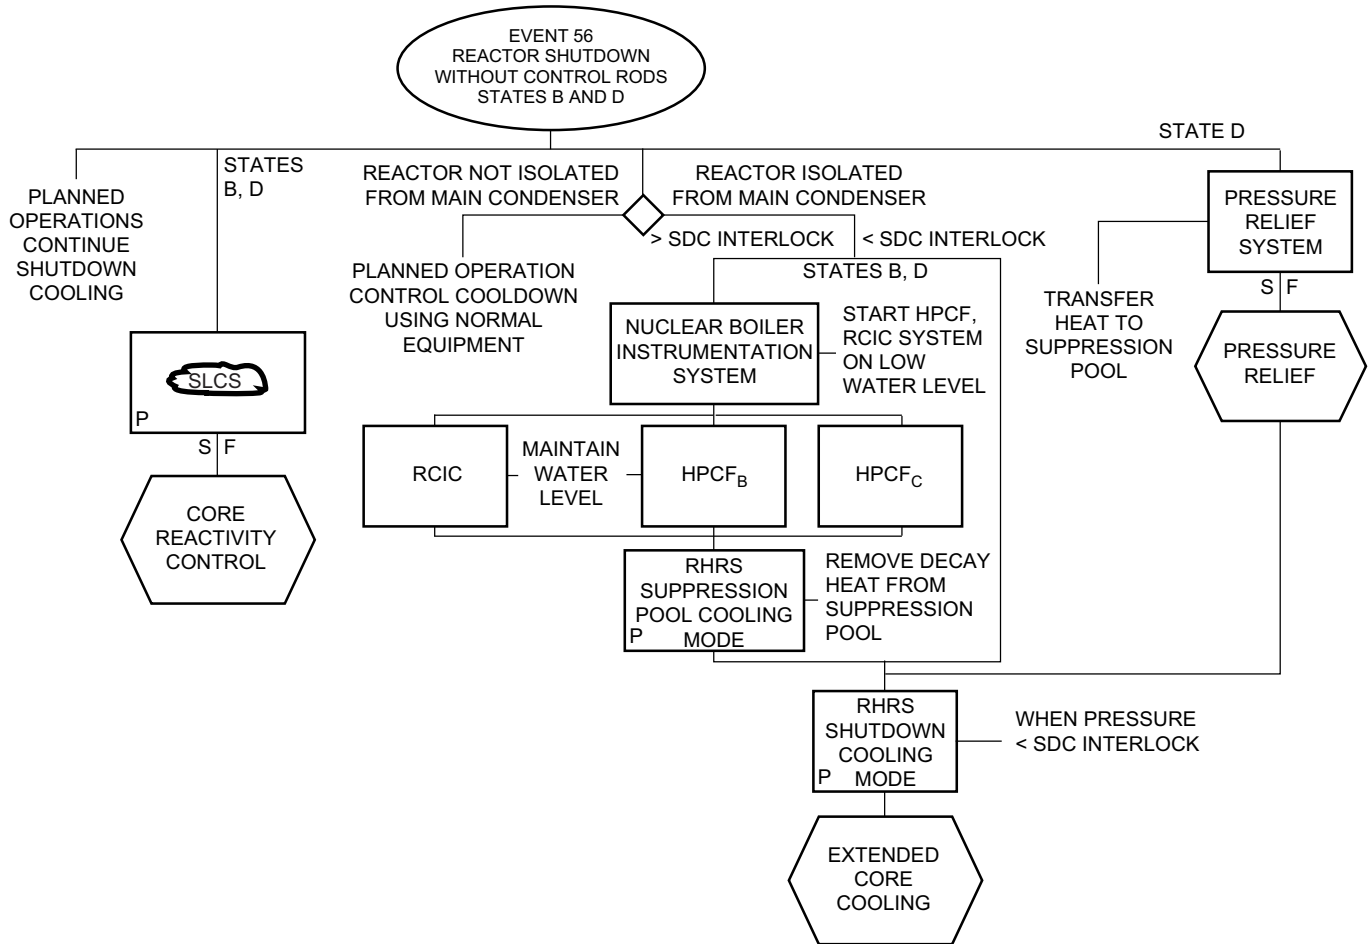 EVENT 56
REACTOR SHUTDOWN
WITHOUT CONTROL RODS
STATES B AND D
STATE D
STATES
B, D
REACTOR NOT ISOLATED
FROM MAIN CONDENSER
REACTOR ISOLATED
FROM MAIN CONDENSER
PLANNED
OPERATIONS
CONTINUE
SHUTDOWN
COOLING
> SDC INTERLOCK
< SDC INTERLOCK
PRESSURE
RELIEF
SYSTEM
S F
PLANNED OPERATION
CONTROL COOLDOWN
USING NORMAL
EQUIPMENT
STATES B, D
NUCLEAR BOILER
INSTRUMENTATION
SYSTEM
START HPCF,
RCIC SYSTEM
ON LOW
WATER LEVEL
TRANSFER
HEAT TO
SUPPRESSION
POOL
PRESSURE
RELIEF
SLCS
P
S F
CORE
REACTIVITY
CONTROL
RCIC
MAINTAIN
WATER
LEVEL
HPCF_B
HPCF_C
RHRS
SUPPRESSION
POOL COOLING
P MODE
REMOVE DECAY
HEAT FROM
SUPPRESSION
POOL
RHRS
SHUTDOWN
COOLING
P MODE
WHEN PRESSURE
< SDC INTERLOCK
EXTENDED
CORE
COOLING